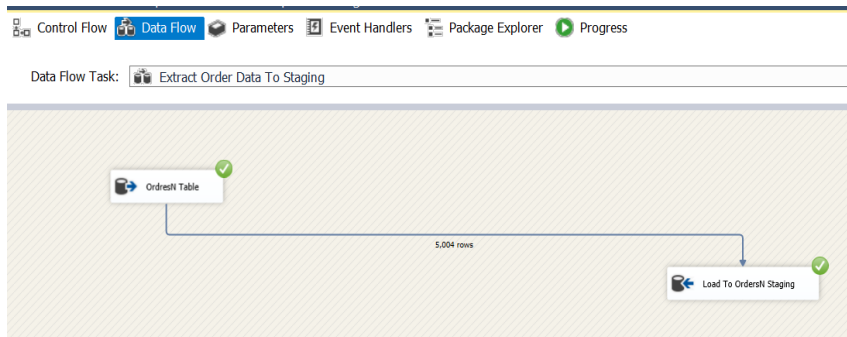 Control Flow Data Flow Parameters Event Handlers Package Explorer Progress
Data Flow Task: Extract Order Data To Staging
OrdresN Table
5,004 rows
Load To OrdersN Staging